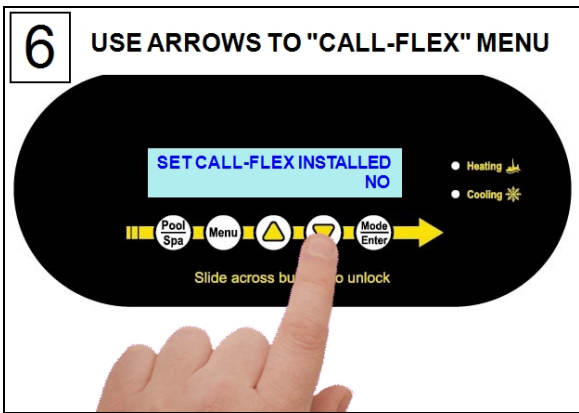 6
USE ARROWS TO "CALL-FLEX" MENU
SET CALL-FLEX INSTALLED
NO
Heating
Cooling
Pool
Spa
Menu
Mode
Enter
Slide across bu o unlock